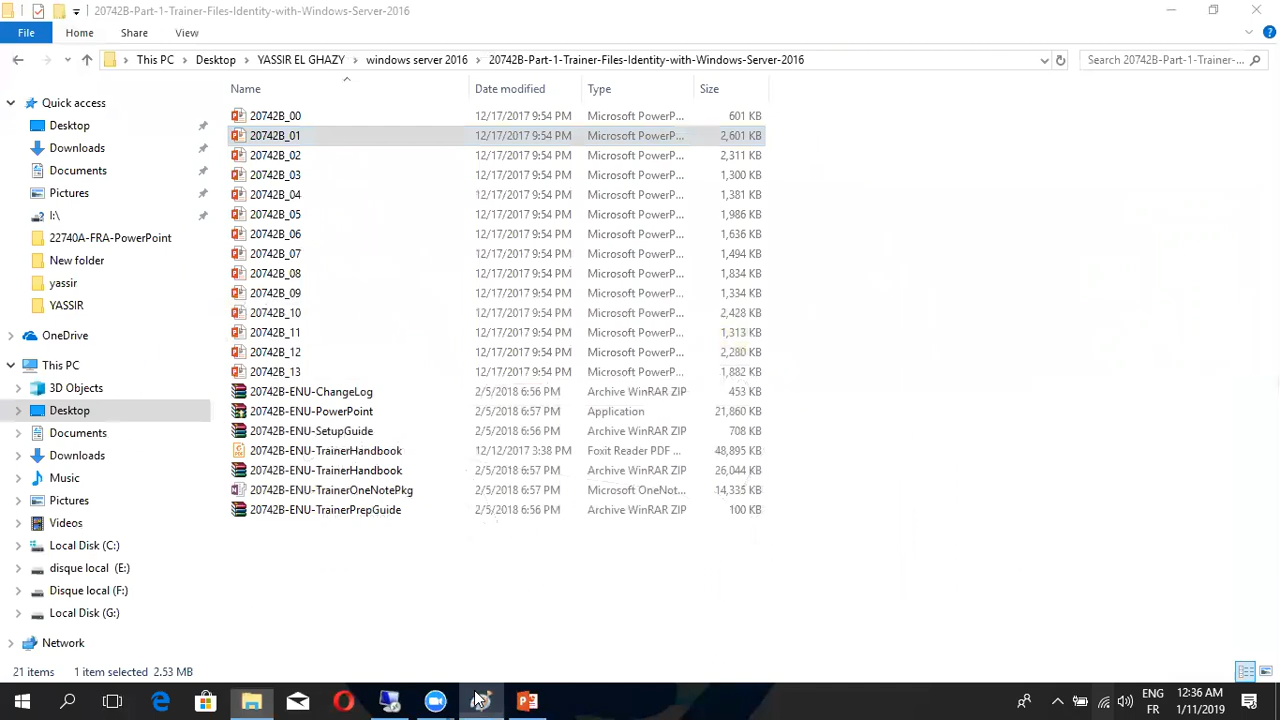 20742B-Part-1-Trainer-Files-Identity-with-Windows-Server-2016
File Home Share View
This PC Desktop YASSIR EL GHAZY windows server 2016 20742B-Part-1-Trainer-Files-Identity-with-Windows-Server-2016 Search 20742B-Part-1-Trainer-...
Name Date modified Type Size
Quick access
Desktop
Downloads
Documents
Pictures
I:\
22740A-FRA-PowerPoint
New folder
yassir
YASSIR
OneDrive
This PC
3D Objects
Desktop
Documents
Downloads
Music
Pictures
Videos
Local Disk (C:)
disque local (E:)
Disque local (F:)
Local Disk (G:)
Network
20742B_00 12/17/2017 9:54 PM Microsoft PowerP... 601 KB
20742B_01 12/17/2017 9:54 PM Microsoft PowerP... 2,601 KB
20742B_02 12/17/2017 9:54 PM Microsoft PowerP... 2,311 KB
20742B_03 12/17/2017 9:54 PM Microsoft PowerP... 1,300 KB
20742B_04 12/17/2017 9:54 PM Microsoft PowerP... 1,381 KB
20742B_05 12/17/2017 9:54 PM Microsoft PowerP... 1,986 KB
20742B_06 12/17/2017 9:54 PM Microsoft PowerP... 1,636 KB
20742B_07 12/17/2017 9:54 PM Microsoft PowerP... 1,494 KB
20742B_08 12/17/2017 9:54 PM Microsoft PowerP... 1,834 KB
20742B_09 12/17/2017 9:54 PM Microsoft PowerP... 1,334 KB
20742B_10 12/17/2017 9:54 PM Microsoft PowerP... 2,428 KB
20742B_11 12/17/2017 9:54 PM Microsoft PowerP... 1,313 KB
20742B_12 12/17/2017 9:54 PM Microsoft PowerP... 2,280 KB
20742B_13 12/17/2017 9:54 PM Microsoft PowerP... 1,882 KB
20742B-ENU-ChangeLog 2/5/2018 6:56 PM Archive WinRAR ZIP 453 KB
20742B-ENU-PowerPoint 2/5/2018 6:57 PM Application 21,860 KB
20742B-ENU-SetupGuide 2/5/2018 6:57 PM Archive WinRAR ZIP 708 KB
20742B-ENU-TrainerHandbook 12/12/2017 3:38 PM Foxit Reader PDF ... 48,895 KB
20742B-ENU-TrainerHandbook 2/5/2018 6:56 PM Archive WinRAR ZIP 26,044 KB
20742B-ENU-TrainerOneNotePkg 2/5/2018 6:57 PM Microsoft OneNot... 14,335 KB
20742B-ENU-TrainerPrepGuide 2/5/2018 6:56 PM Archive WinRAR ZIP 100 KB
21 items 1 item selected 2.53 MB
ENG 12:36 AM
FR 1/11/2019